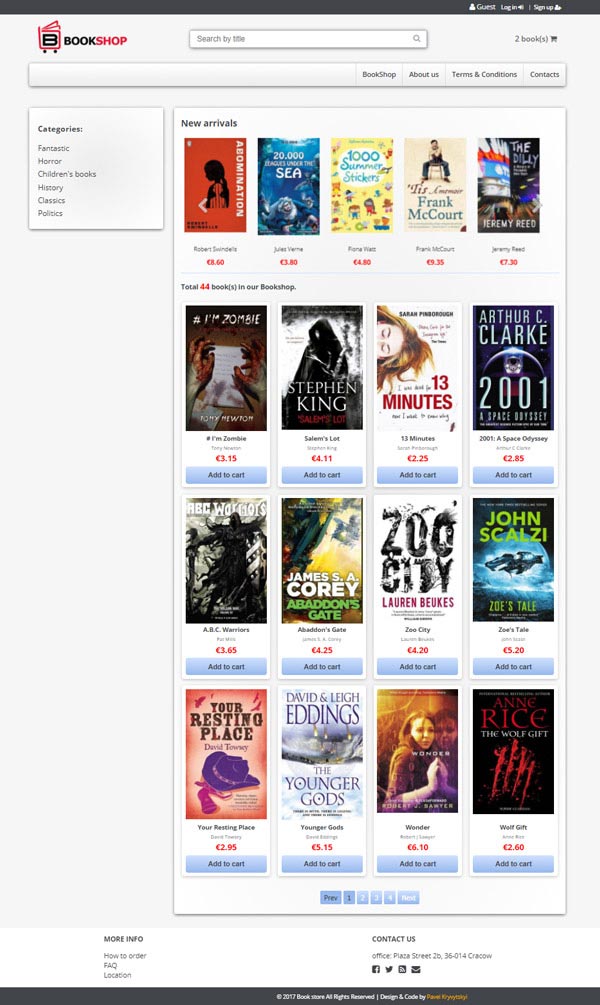 Guest Log in | Sign up
BOOKSHOP
Search by title
2 book(s)
BookShop About us Terms & Conditions Contacts
Categories:
Fantastic
Horror
Children's books
History
Classics
Politics
New arrivals
ABOMINATION
ROBERT SWINDELLS
20,000
LEAGUES UNDER THE
SEA
1000
Summer
Stickers
'Tis A memoir
Frank
McCourt
THE DILLY
JEREMY REED
Robert Swindells Jules Verne Fiona Watt Frank McCourt Jeremy Reed
€8.60 €3.80 €4.80 €9.35 €7.30
Total 44 book(s) in our Bookshop.
# I'M ZOMBIE
TONY NEWTON
STEPHEN
KING
'SALEM'S LOT
SARAH PINBOROUGH
The Times
I was dead for
13
MINUTES
now I want to know why
ARTHUR C.
CLARKE
2001
A SPACE ODYSSEY
# I'm Zombie Salem's Lot 13 Minutes 2001: A Space Odyssey
Tony Newton Stephen King Sarah Pinborough Arthur C Clarke
€3.15 €4.11 €2.25 €2.85
Add to cart Add to cart Add to cart Add to cart
ABC WARRIORS
JAMES S. A.
COREY
ABADDON'S
GATE
ZOO
CITY
LAUREN BEUKES
JOHN
SCALZI
ZOE'S TALE
A.B.C. Warriors Abaddon's Gate Zoo City Zoe's Tale
Pat Mills James S. A. Corey Lauren Beukes John Scalzi
€3.65 €4.25 €4.20 €5.20
Add to cart Add to cart Add to cart Add to cart
YOUR
RESTING
PLACE
David Towsey
DAVID & LEIGH
EDDINGS
THE
YOUNGER
GODS
WONDER
ROBERT J. SAWYER
ANNE
RICE
THE WOLF GIFT
Your Resting Place Younger Gods Wonder Wolf Gift
David Towsey David Eddings Robert J Sawyer Anne Rice
€2.95 €5.15 €6.10 €2.60
Add to cart Add to cart Add to cart Add to cart
Prev 1 2 3 4 Next
MORE INFO
How to order
FAQ
Location
CONTACT US
office: Plaza Street 2b, 36-014 Cracow
© 2017 Book store All Rights Reserved | Design & Code by Pavel Kryvytskyi